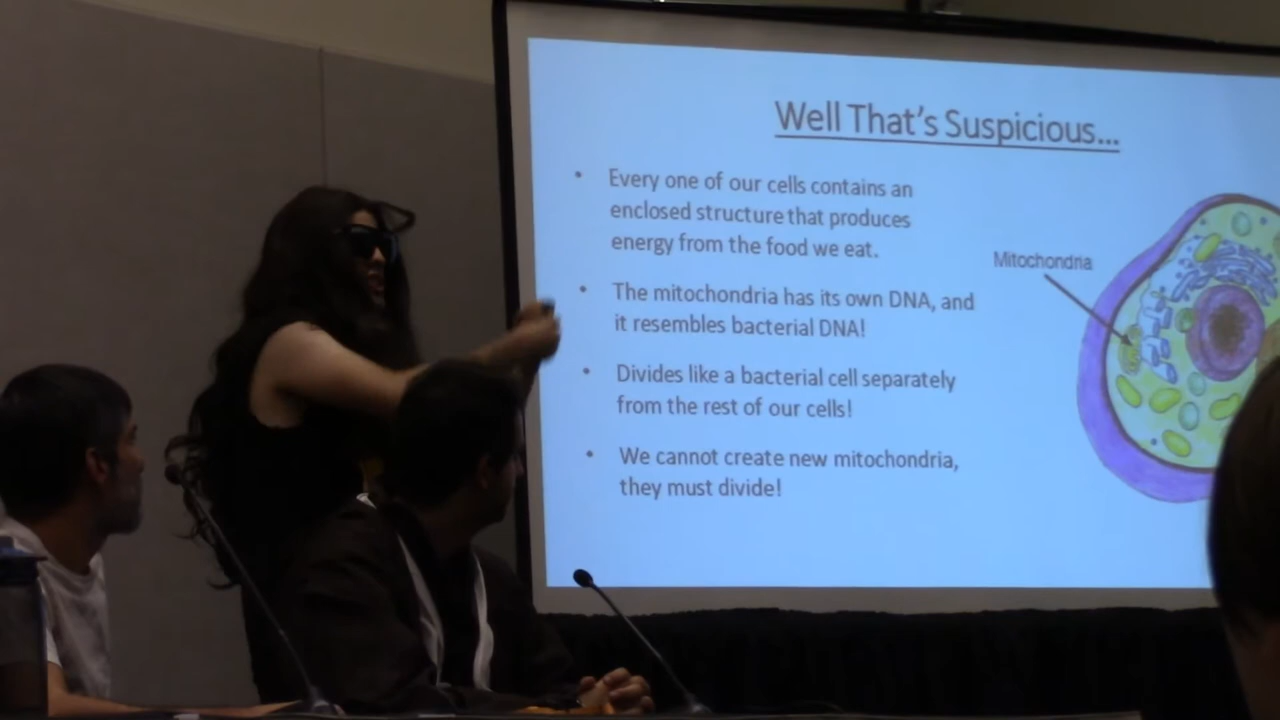 Well That's Suspicious...
• Every one of our cells contains an
enclosed structure that produces
energy from the food we eat.
Mitochondria
• The mitochondria has its own DNA, and
it resembles bacterial DNA!
• Divides like a bacterial cell separately
from the rest of our cells!
• We cannot create new mitochondria,
they must divide!